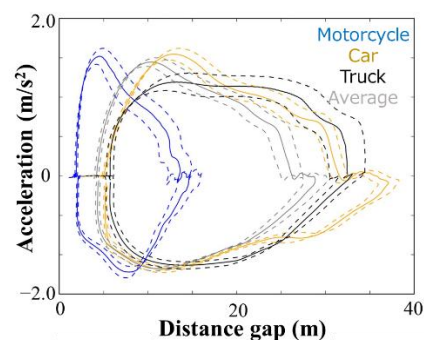 2.0
Motorcycle
Car
Truck
Average
Acceleration (m/s²)
0
−2.0
0
20
40
Distance gap (m)